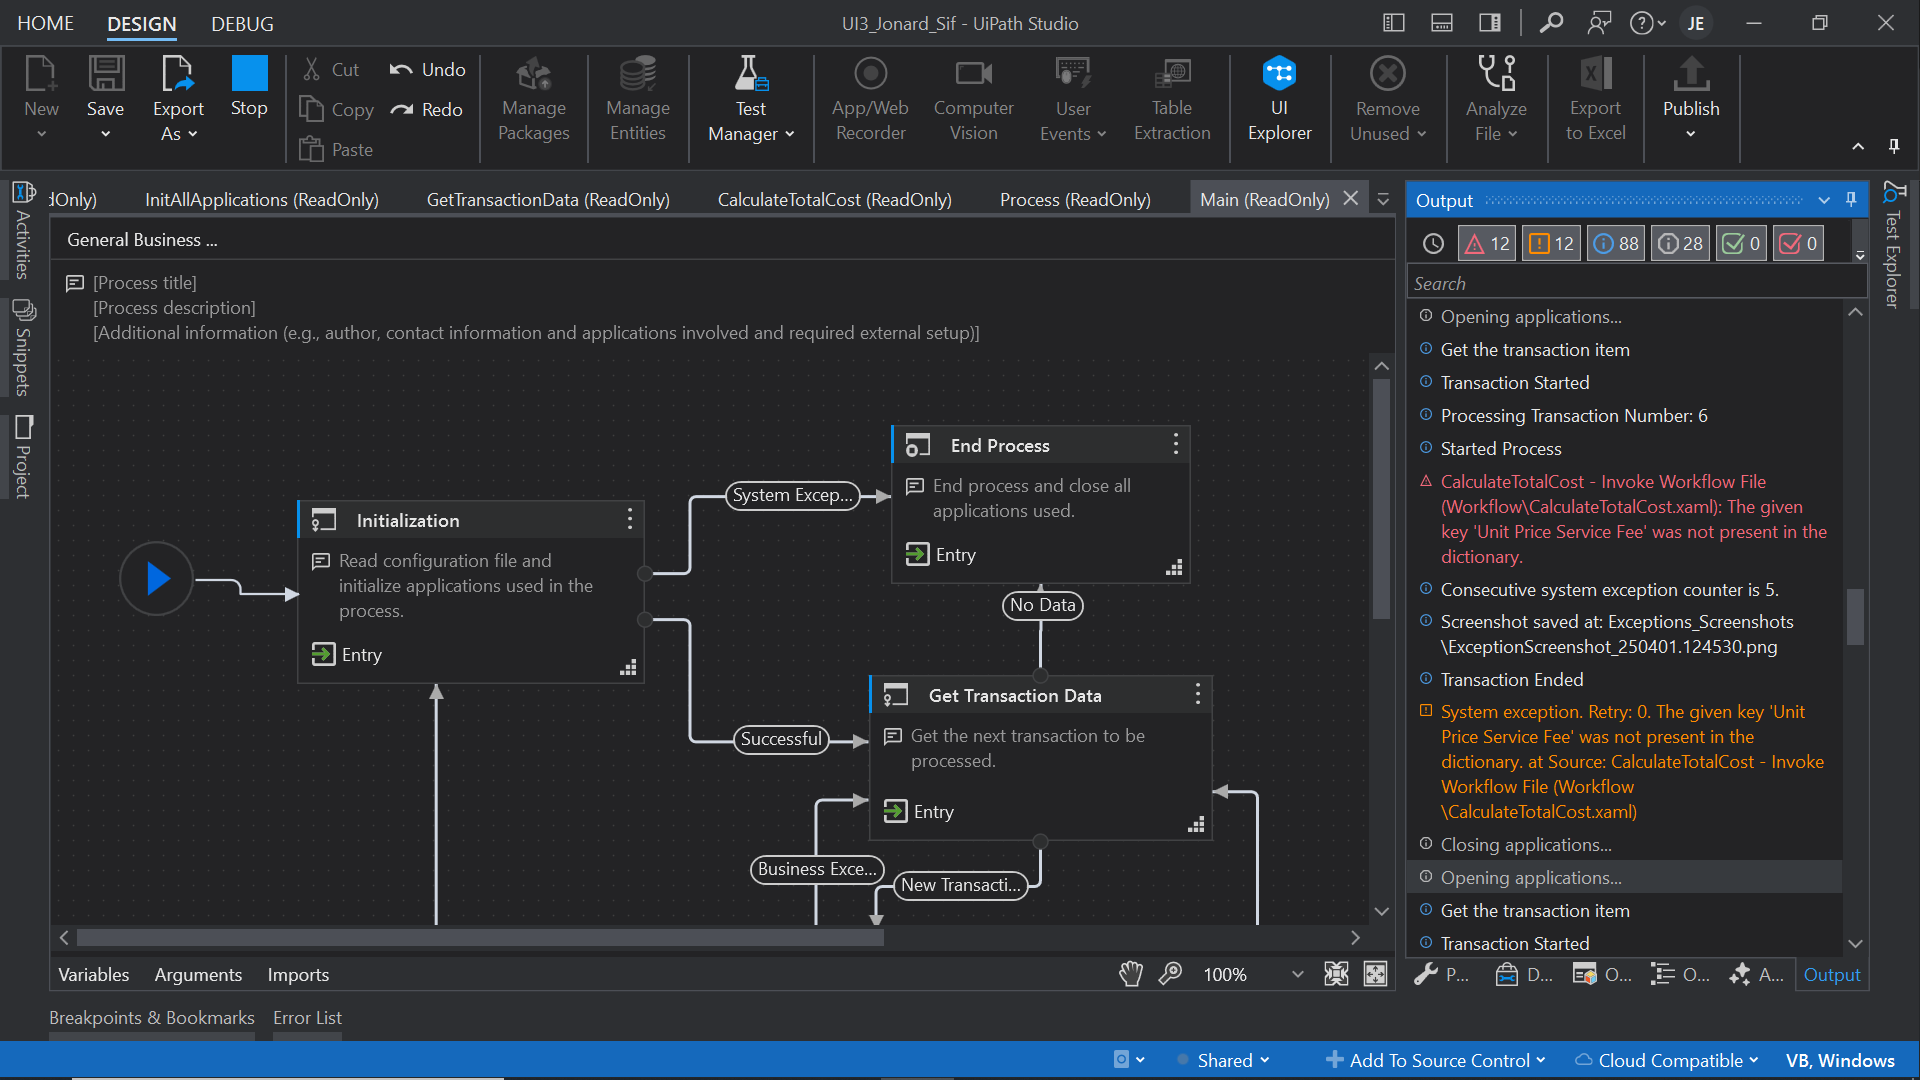 HOME DESIGN DEBUG
UI3_Jonard_Sif - UiPath Studio
JE
New
Save
Export As
Stop
Cut
Copy
Paste
Undo
Redo
Manage Packages
Manage Entities
Test Manager
App/Web Recorder
Computer Vision
User Events
Table Extraction
UI Explorer
Remove Unused
Analyze File
Export to Excel
Publish
Activities
Snippets
Project
dOnly)
InitAllApplications (ReadOnly)
GetTransactionData (ReadOnly)
CalculateTotalCost (ReadOnly)
Process (ReadOnly)
Main (ReadOnly)
General Business ...
[Process title]
[Process description]
[Additional information (e.g., author, contact information and applications involved and required external setup)]
Initialization
Read configuration file and
initialize applications used in the
process.
Entry
System Excep...
End Process
End process and close all
applications used.
Entry
No Data
Successful
Get Transaction Data
Get the next transaction to be
processed.
Entry
Business Exce...
New Transacti...
Variables Arguments Imports
100%
Output
12 12 88 28 0 0
Search
Opening applications...
Get the transaction item
Transaction Started
Processing Transaction Number: 6
Started Process
CalculateTotalCost - Invoke Workflow File
(Workflow\CalculateTotalCost.xaml): The given
key 'Unit Price Service Fee' was not present in the
dictionary.
Consecutive system exception counter is 5.
Screenshot saved at: Exceptions_Screenshots
\ExceptionScreenshot_250401.124530.png
Transaction Ended
System exception. Retry: 0. The given key 'Unit
Price Service Fee' was not present in the
dictionary. at Source: CalculateTotalCost - Invoke
Workflow File (Workflow
\CalculateTotalCost.xaml)
Closing applications...
Opening applications...
Get the transaction item
Transaction Started
P... D... O... O... A... Output
Test Explorer
Breakpoints & Bookmarks Error List
Shared
Add To Source Control
Cloud Compatible
VB, Windows